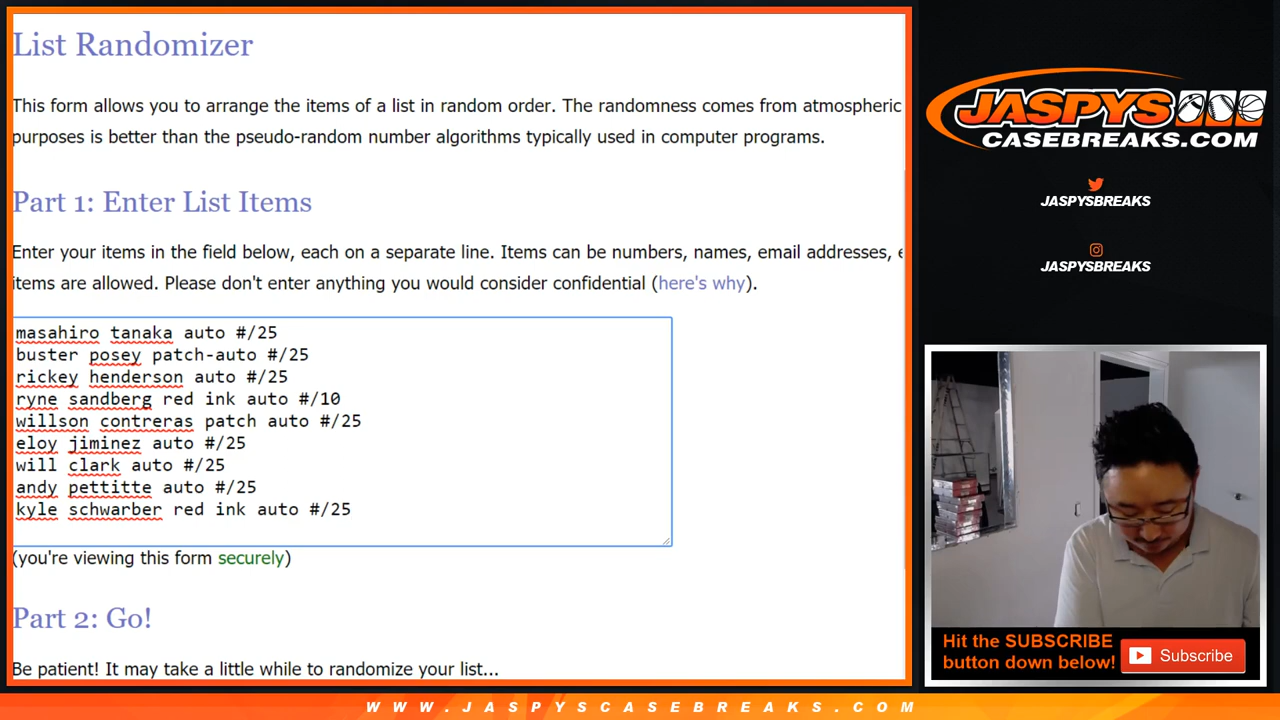 List Randomizer
This form allows you to arrange the items of a list in random order. The randomness comes from atmospheric
purposes is better than the pseudo-random number algorithms typically used in computer programs.
Part 1: Enter List Items
Enter your items in the field below, each on a separate line. Items can be numbers, names, email addresses,
items are allowed. Please don't enter anything you would consider confidential (here's why).
masahiro tanaka auto #/25
buster posey patch-auto #/25
rickey henderson auto #/25
ryne sandberg red ink auto #/10
willson contreras patch auto #/25
eloy jiminez auto #/25
will clark auto #/25
andy pettitte auto #/25
kyle schwarber red ink auto #/25
(you're viewing this form securely)
Part 2: Go!
Be patient! It may take a little while to randomize your list...
JASPYS
CASEBREAKS.COM
JASPYSBREAKS
JASPYSBREAKS
Hit the SUBSCRIBE
button down below!
Subscribe
WWW.JASPYSCASEBREAKS.COM